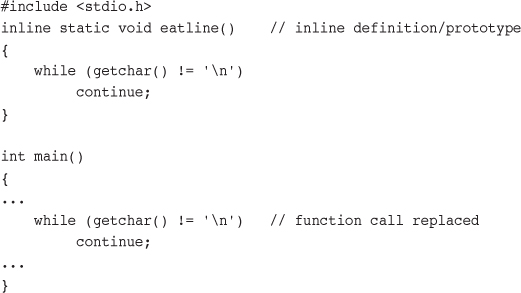 #include <stdio.h>
inline static void eatline()    // inline definition/prototype
{
    while (getchar() != '\n')
         continue;
}

int main()
{
...
    while (getchar() != '\n')   // function call replaced
         continue;
...
}